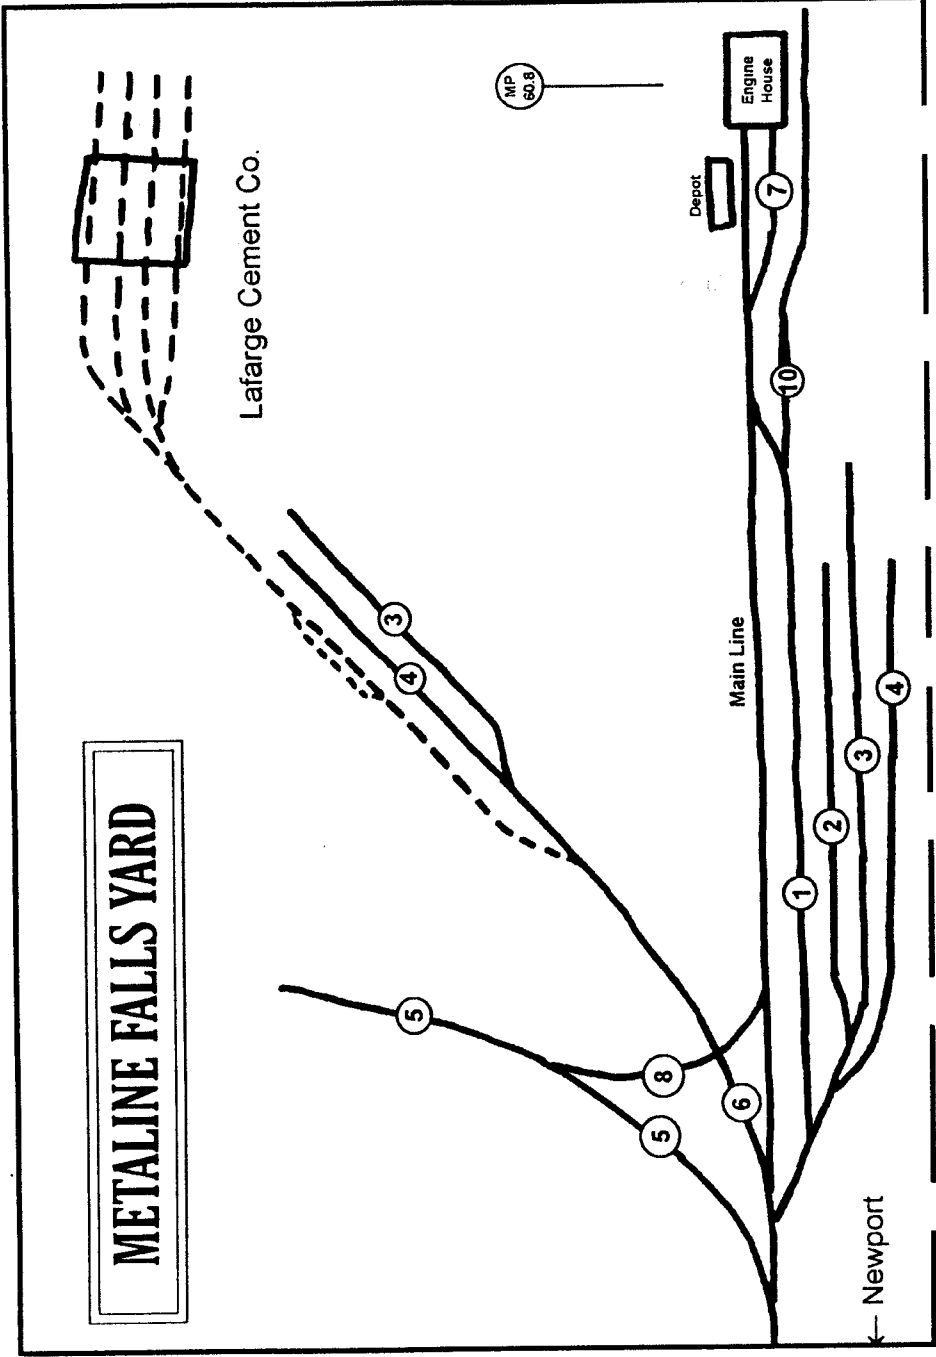 METALINE FALLS YARD
Lafarge Cement Co.
MP
60.8
Engine
House
Depot
7
10
3
4
Main Line
5
8
5
6
1
2
3
4
← Newport